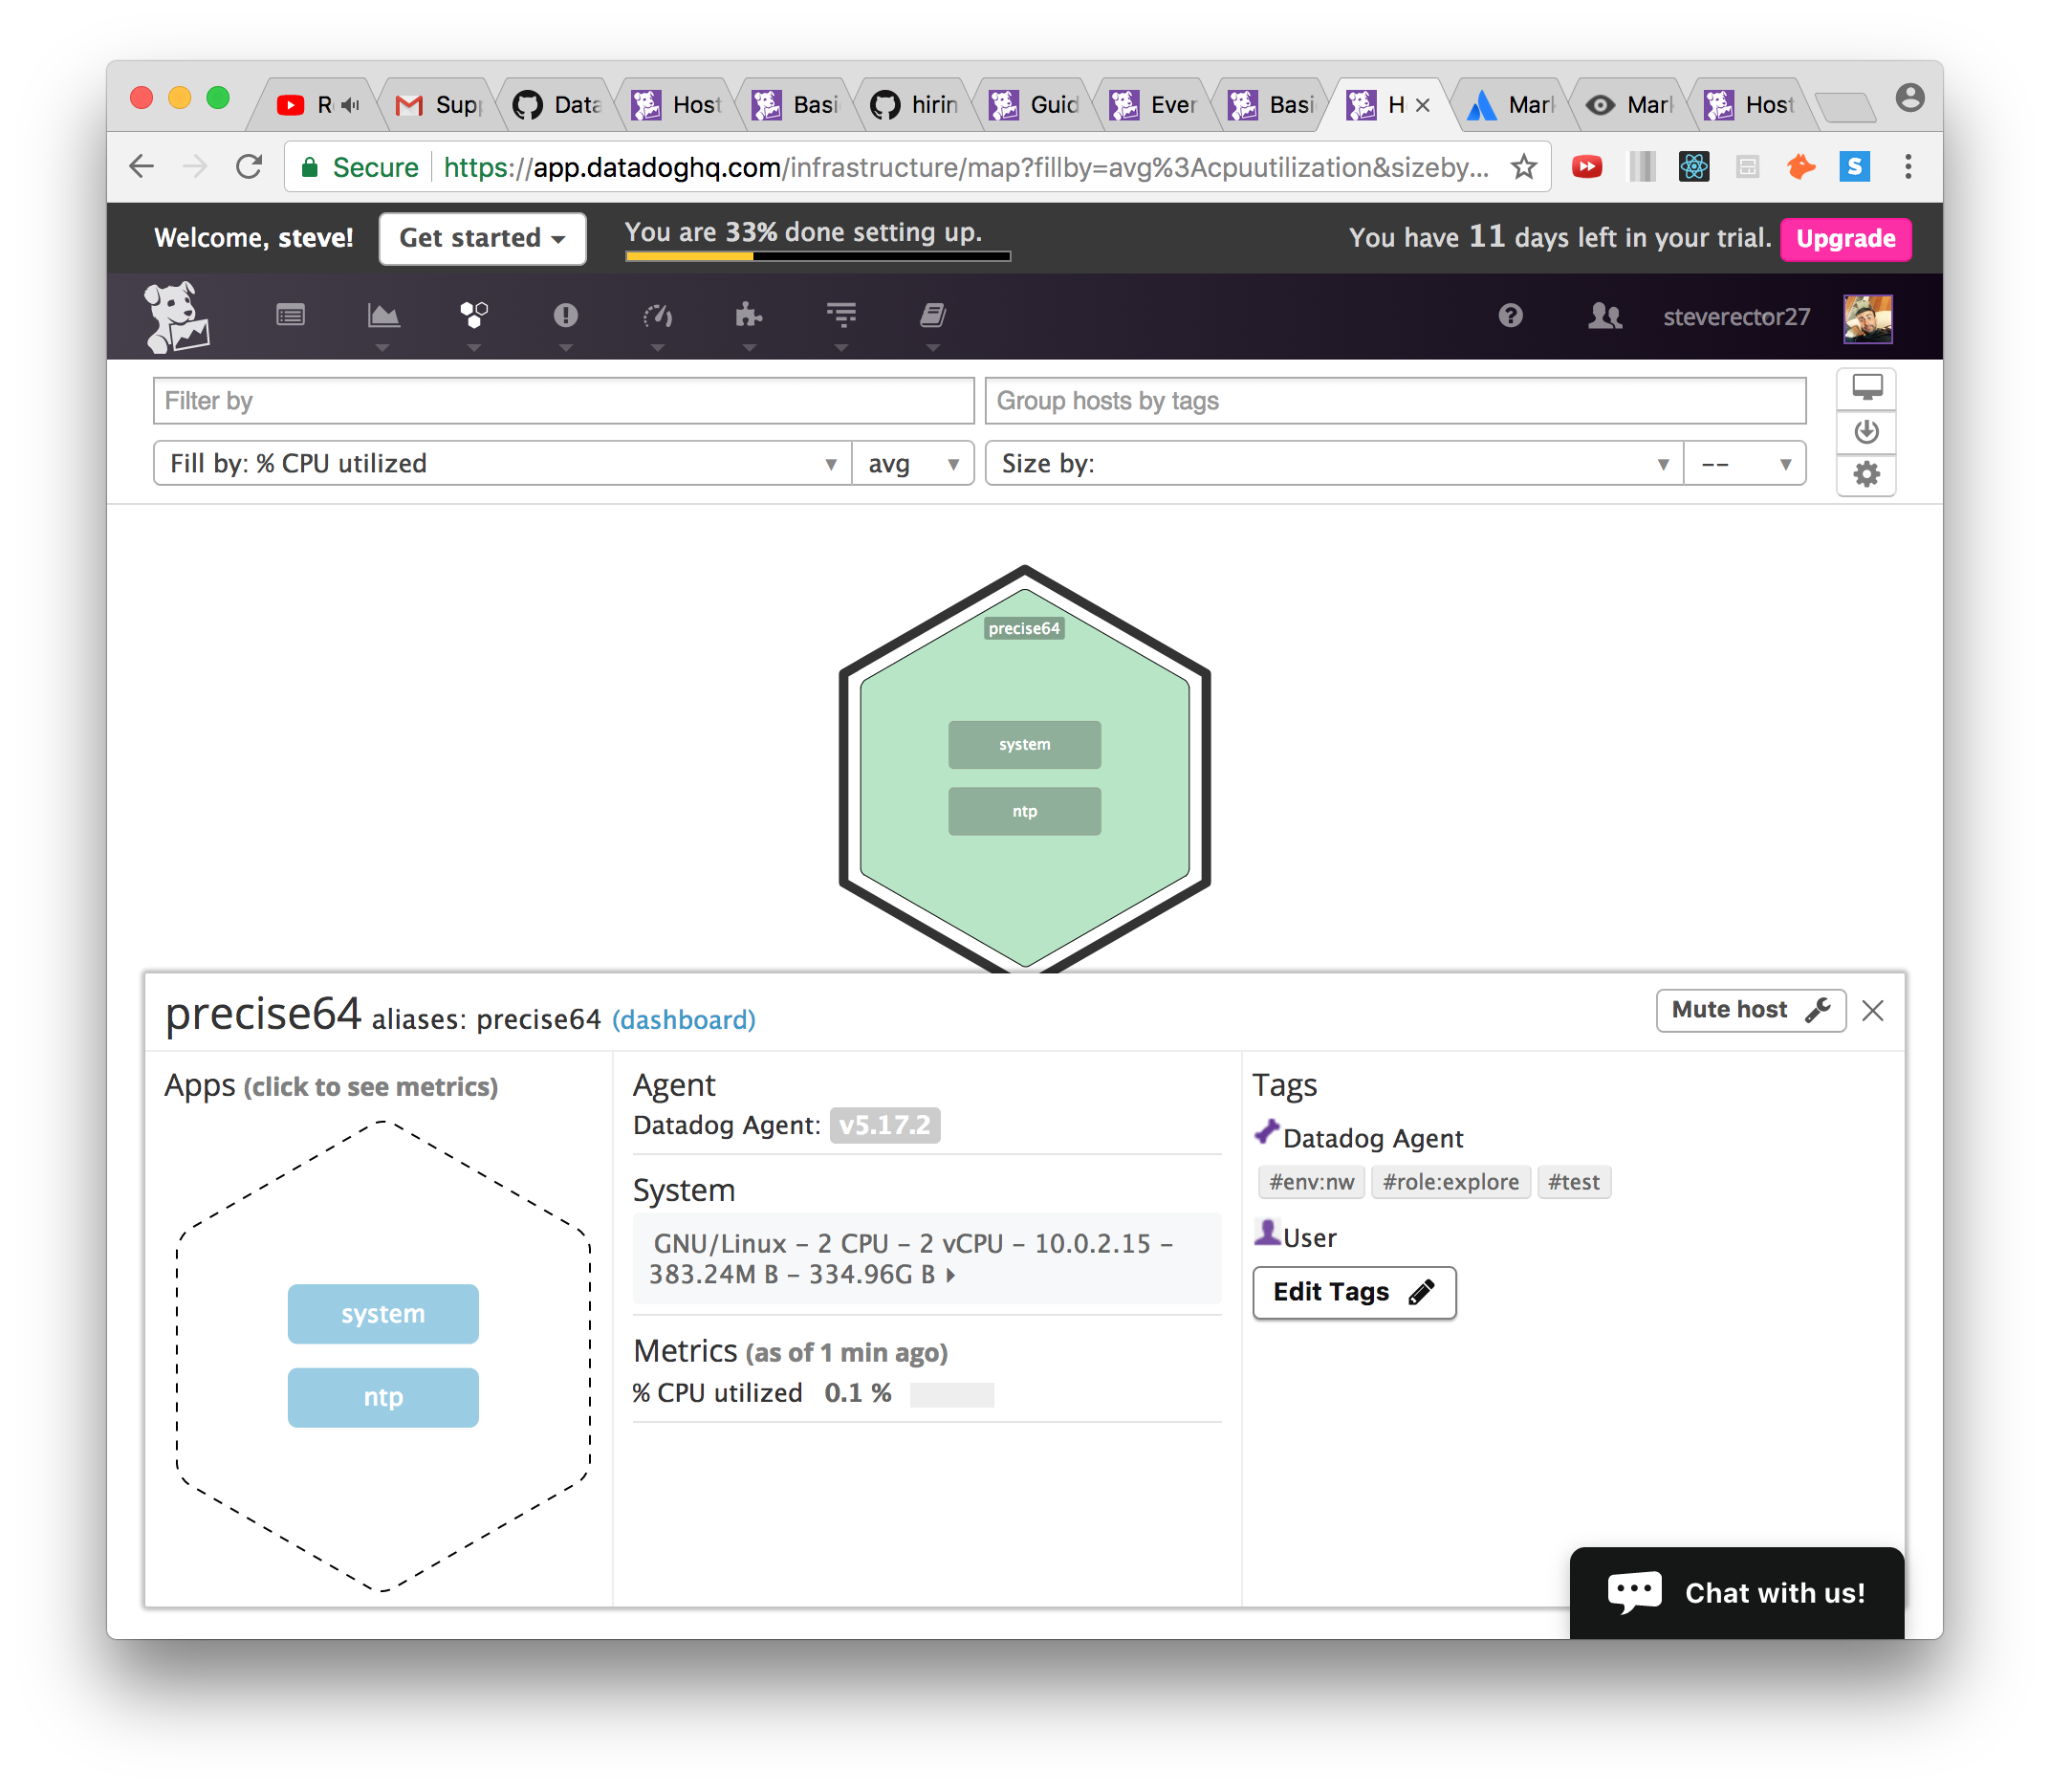 R
Supp
Data
Host
Basi
hirin
Guid
Ever
Basi
H
Mark
Mark
Host
Secure https://app.datadoghq.com/infrastructure/map?fillby=avg%3Acpuutilization&sizeby...
S
Welcome, steve! Get started You are 33% done setting up. You have 11 days left in your trial. Upgrade
steverector27
Filter by Group hosts by tags
Fill by: % CPU utilized avg Size by: --
precise64
system
ntp
precise64 aliases: precise64 (dashboard) Mute host
Apps (click to see metrics)
system
ntp
Agent
Datadog Agent: v5.17.2
System
GNU/Linux – 2 CPU – 2 vCPU – 10.0.2.15 –
383.24M B – 334.96G B
Metrics (as of 1 min ago)
% CPU utilized 0.1 %
Tags
Datadog Agent
#env:nw #role:explore #test
User
Edit Tags
Chat with us!